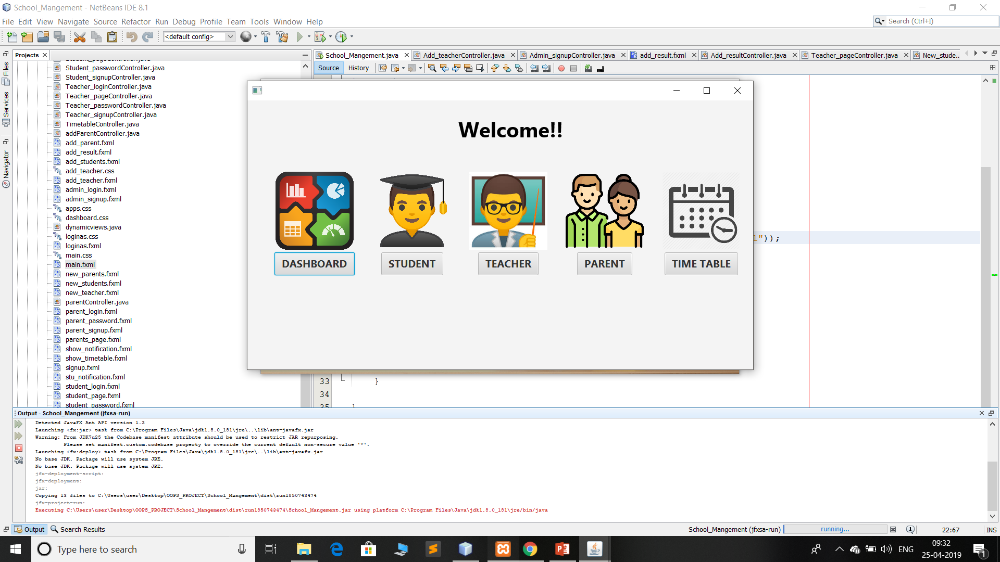 School_Mangement - NetBeans IDE 8.1
File Edit View Navigate Source Refactor Run Debug Profile Team Tools Window Help
Search (Ctrl+I)
<default config>
Projects
Files
Services
Navigator
Student_passwordController.java
Student_signupController.java
Teacher_loginController.java
Teacher_pageController.java
Teacher_passwordController.java
Teacher_signupController.java
TimetableController.java
addParentController.java
add_parent.fxml
add_result.fxml
add_students.fxml
add_teacher.css
add_teacher.fxml
admin_login.fxml
admin_signup.fxml
apps.css
dashboard.css
dynamicviews.java
loginas.css
loginas.fxml
main.css
main.fxml
new_parents.fxml
new_students.fxml
new_teacher.fxml
parentController.java
parent_login.fxml
parent_password.fxml
parent_signup.fxml
parents_page.fxml
show_notification.fxml
show_timetable.fxml
signup.fxml
stu_notification.fxml
student_login.fxml
student_page.fxml
student_password.fxml
School_Mangement.java Add_teacherController.java Admin_signupController.java add_result.fxml Add_resultController.java Teacher_pageController.java New_stude..
Source History
Welcome!!
DASHBOARD STUDENT TEACHER PARENT TIME TABLE
l"));
33 }
34
35 }
Output - School_Mangement (jfxsa-run)
Detected JavaFX Ant API version 1.3
Launching <fx:jar> task from C:\Program Files\Java\jdk1.8.0_181\jre\..\lib\ant-javafx.jar
Warning: From JDK7u25 the Codebase manifest attribute should be used to restrict JAR repurposing.
Please set manifest.custom.codebase property to override the current default non-secure value '*'.
Launching <fx:deploy> task from C:\Program Files\Java\jdk1.8.0_181\jre\..\lib\ant-javafx.jar
No base JDK. Package will use system JRE.
No base JDK. Package will use system JRE.
jfx-deployment-script:
jfx-deployment:
jar:
Copying 13 files to C:\Users\user\Desktop\OOPS_PROJECT\School_Mangement\dist\run1850743474
jfx-project-run:
Executing C:\Users\user\Desktop\OOPS_PROJECT\School_Mangement\dist\run1850743474\School_Mangement.jar using platform C:\Program Files\Java\jdk1.8.0_181\jre/bin/java
Output Search Results
School_Mangement (jfxsa-run) running... 1 22:67 INS
Type here to search
ENG
09:32
25-04-2019
1